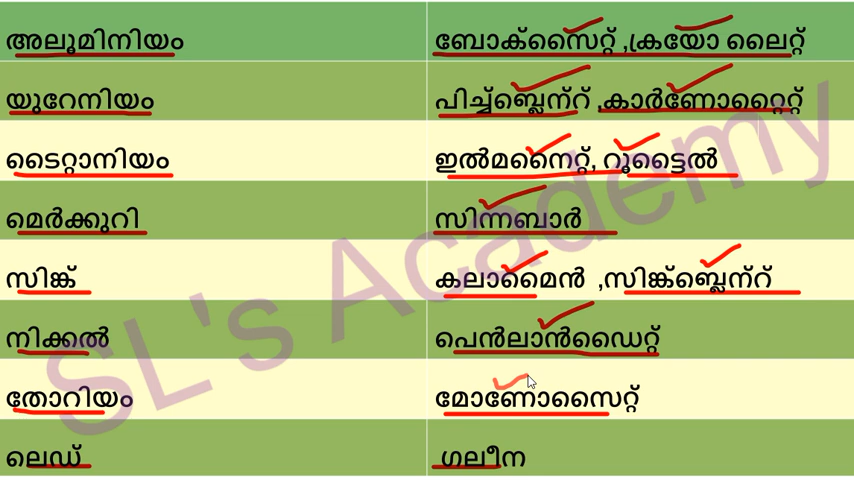 അലൂമിനിയം ബോക്സൈറ്റ് ,ക്രയോ ലൈറ്റ്
യുറേനിയം പിച്ച്ബ്ലെന്റ് ,കാർണോറ്റൈറ്റ്
ടൈറ്റാനിയം ഇൽമനൈറ്റ്, റൂട്ടൈൽ
മെർക്കുറി സിന്നബാർ
സിങ്ക് കലാമൈൻ ,സിങ്ക്ബ്ലെന്റ്
നിക്കൽ പെൻലാൻഡൈറ്റ്
തോറിയം മോണോസൈറ്റ്
ലെഡ് ഗലീന
SL's Academy